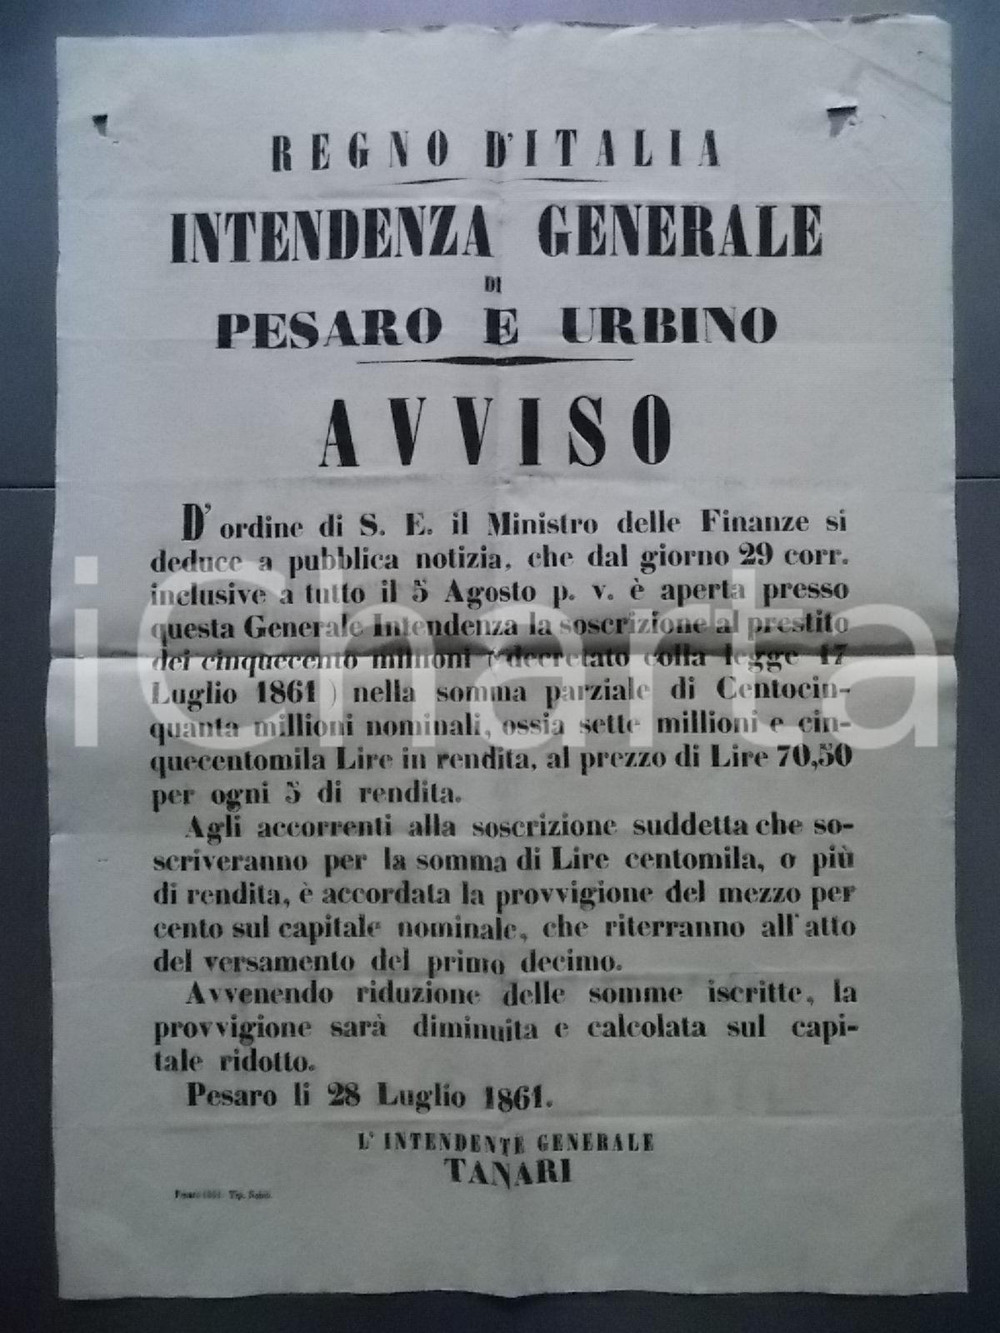 REGNO D'ITALIA
INTENDENZA GENERALE
DI
PESARO E URBINO
AVVISO
D'ordine di S. E. il Ministro delle Finanze si
deduce a pubblica notizia, che dal giorno 29 corr.
inclusive a tutto il 5 Agosto p. v. è aperta presso
questa Generale Intendenza la soscrizione al prestito
dei cinquecento millioni (decretato colla legge 17
Luglio 1861) nella somma parziale di Centocin-
quanta millioni nominali, ossia sette millioni e cin-
quecentomila Lire in rendita, al prezzo di Lire 70,50
per ogni 5 di rendita.
Agli accorrenti alla soscrizione suddetta che so-
scriveranno per la somma di Lire centomila, o più
di rendita, è accordata la provvigione del mezzo per
cento sul capitale nominale, che riterranno all'atto
del versamento del primo decimo.
Avvenendo riduzione delle somme iscritte, la
provvigione sarà diminuita e calcolata sul capi-
tale ridotto.
Pesaro li 28 Luglio 1861.
L'INTENDENTE GENERALE
TANARI
Pesaro 1861 Tip.
iCharta